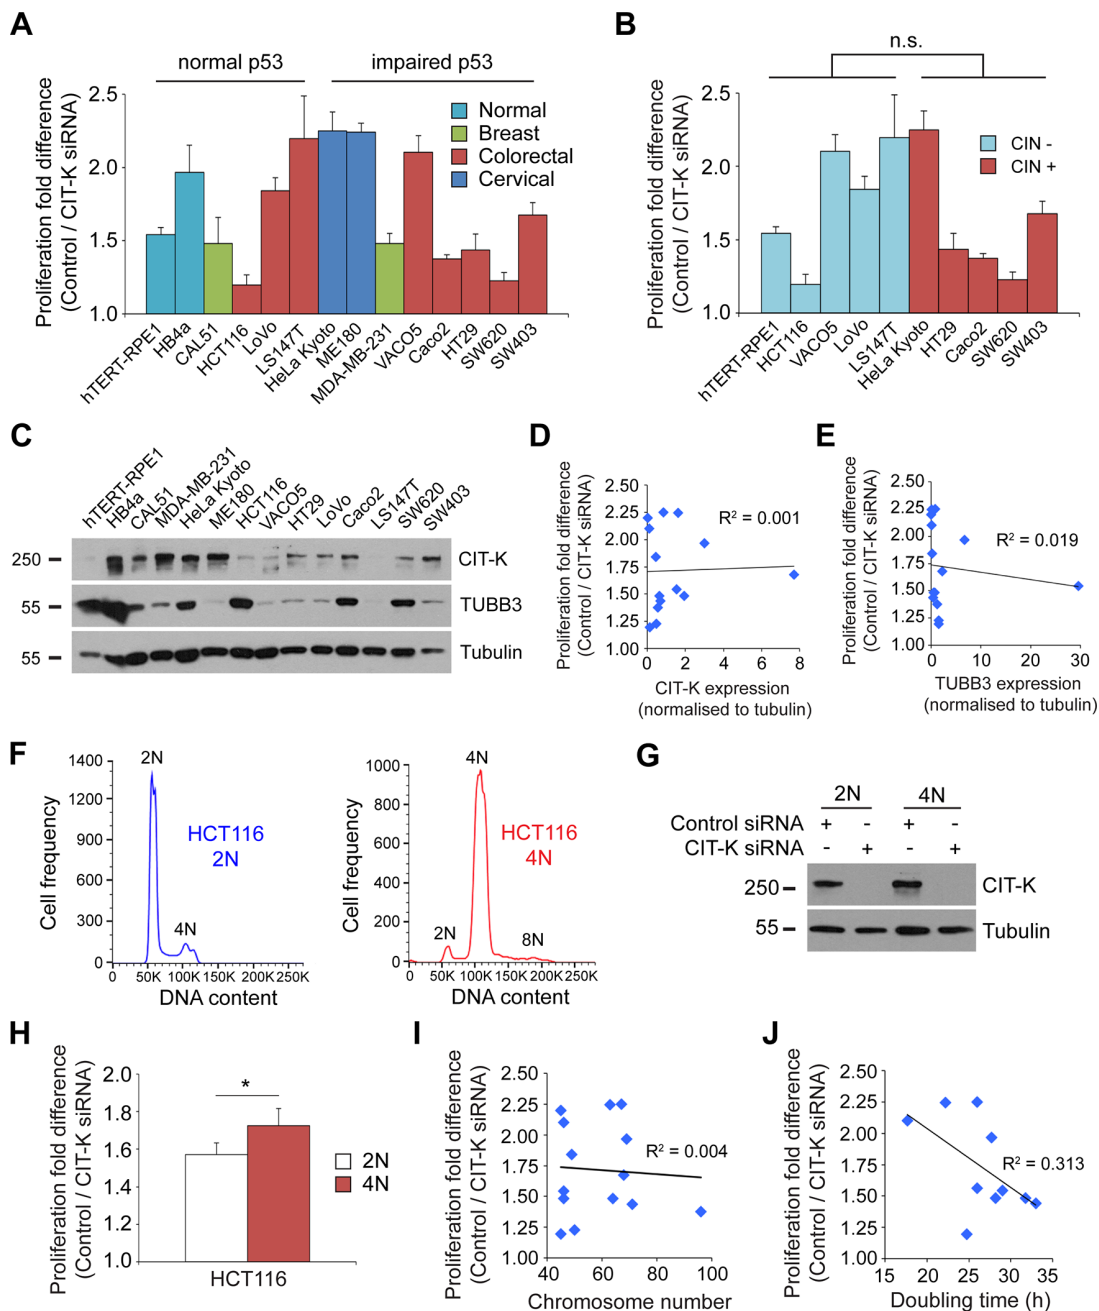 A
normal p53
impaired p53
Proliferation fold difference
(Control / CIT-K siRNA)
2.5
2.0
1.5
1.0
Normal
Breast
Colorectal
Cervical
hTERT-RPE1
HB4a
CAL51
HCT116
LoVo
LS147T
HeLa Kyoto
ME180
MDA-MB-231
VACO5
Caco2
HT29
SW620
SW403
B
n.s.
Proliferation fold difference
(Control / CIT-K siRNA)
2.5
2.0
1.5
1.0
CIN -
CIN +
hTERT-RPE1
HCT116
VACO5
LoVo
LS147T
HeLa Kyoto
HT29
Caco2
SW620
SW403
C
hTERT-RPE1
HB4a
CAL51
MDA-MB-231
HeLa Kyoto
ME180
HCT116
VACO5
HT29
LoVo
Caco2
LS147T
SW620
SW403
250
CIT-K
55
TUBB3
55
Tubulin
D
Proliferation fold difference
(Control / CIT-K siRNA)
2.50
2.25
2.00
1.75
1.50
1.25
1.00
R² = 0.001
0 2 4 6 8
CIT-K expression
(normalised to tubulin)
E
Proliferation fold difference
(Control / CIT-K siRNA)
2.50
2.25
2.00
1.75
1.50
1.25
1.00
R² = 0.019
0 10 20 30
TUBB3 expression
(normalised to tubulin)
F
Cell frequency
1400
1200
900
600
300
0
2N
HCT116
2N
4N
0 50K 100K 150K 200K 250K
DNA content
Cell frequency
1000
800
600
400
200
0
4N
HCT116
4N
2N
8N
0 50K 100K 150K 200K 250K
DNA content
G
2N 4N
Control siRNA + - + -
CIT-K siRNA - + - +
250
CIT-K
55
Tubulin
H
Proliferation fold difference
(Control / CIT-K siRNA)
2.0
1.8
1.6
1.4
1.2
1.0
*
2N
4N
HCT116
I
Proliferation fold difference
(Control / CIT-K siRNA)
2.50
2.25
2.00
1.75
1.50
1.25
1.00
R² = 0.004
40 60 80 100
Chromosome number
J
Proliferation fold difference
(Control / CIT-K siRNA)
2.50
2.25
2.00
1.75
1.50
1.25
1.00
R² = 0.313
15 20 25 30 35
Doubling time (h)